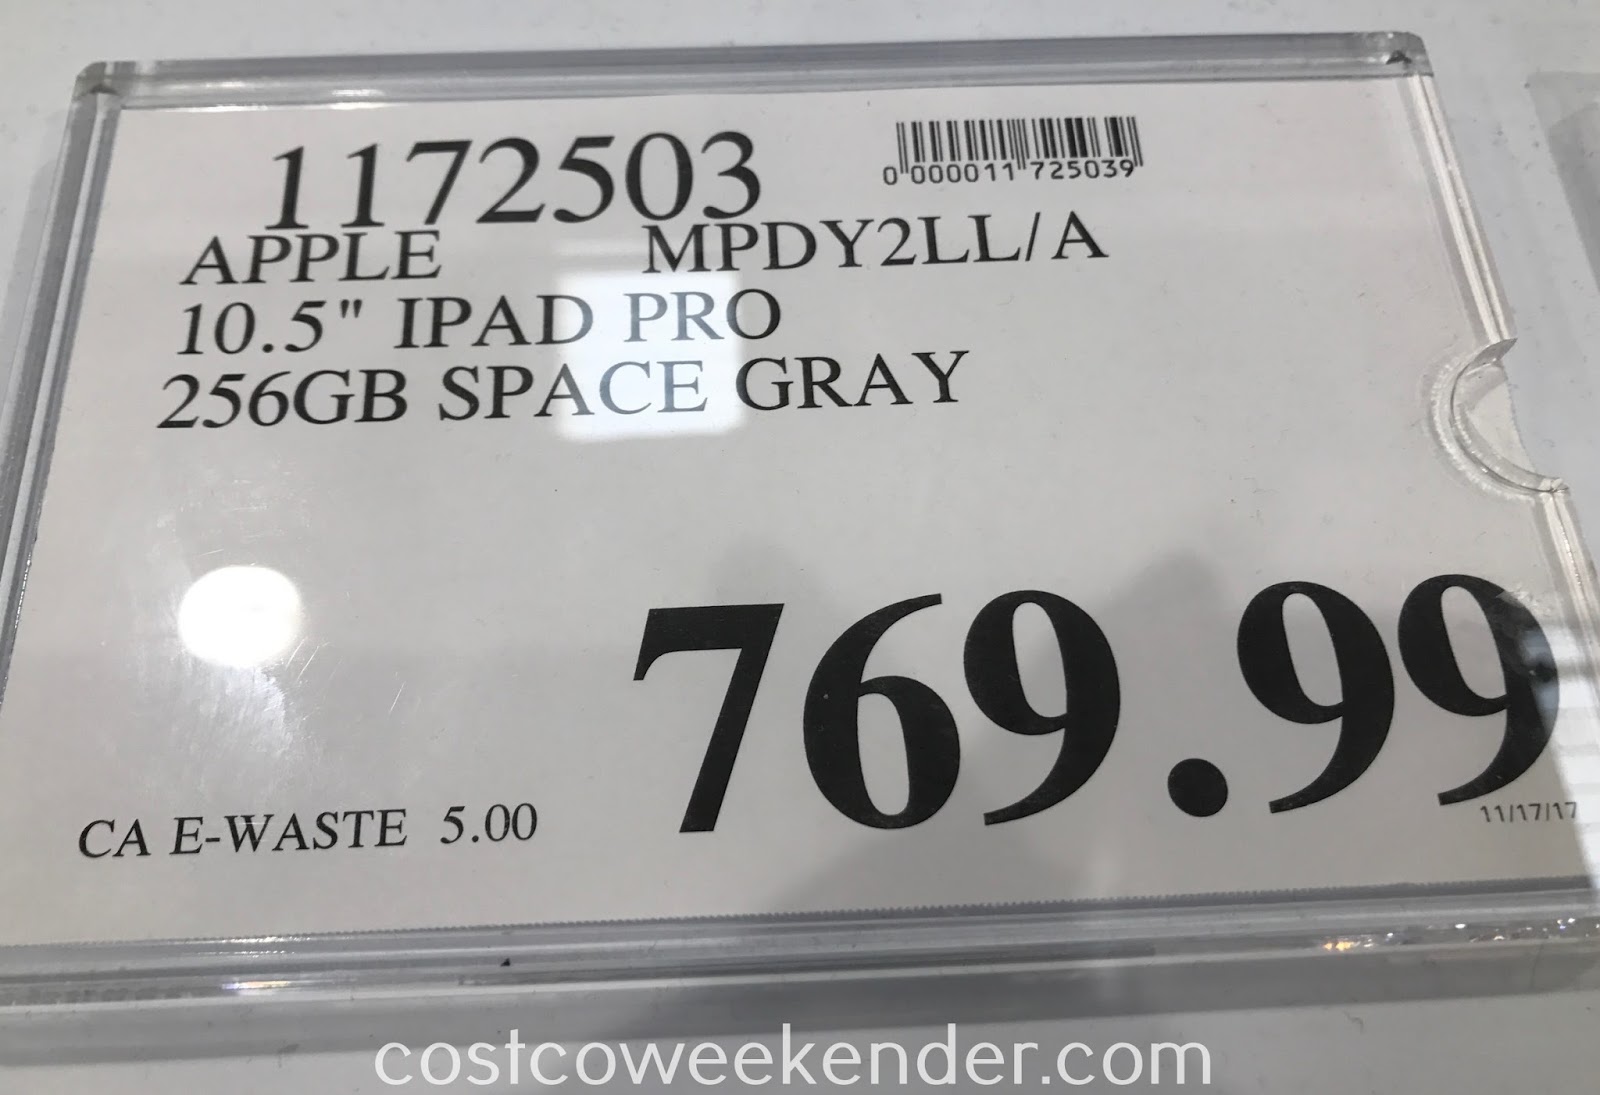 1172503
0 000011 725039
APPLE MPDY2LL/A
10.5" IPAD PRO
256GB SPACE GRAY
769.99
CA E-WASTE 5.00
11/17/17
costcoweekender.com